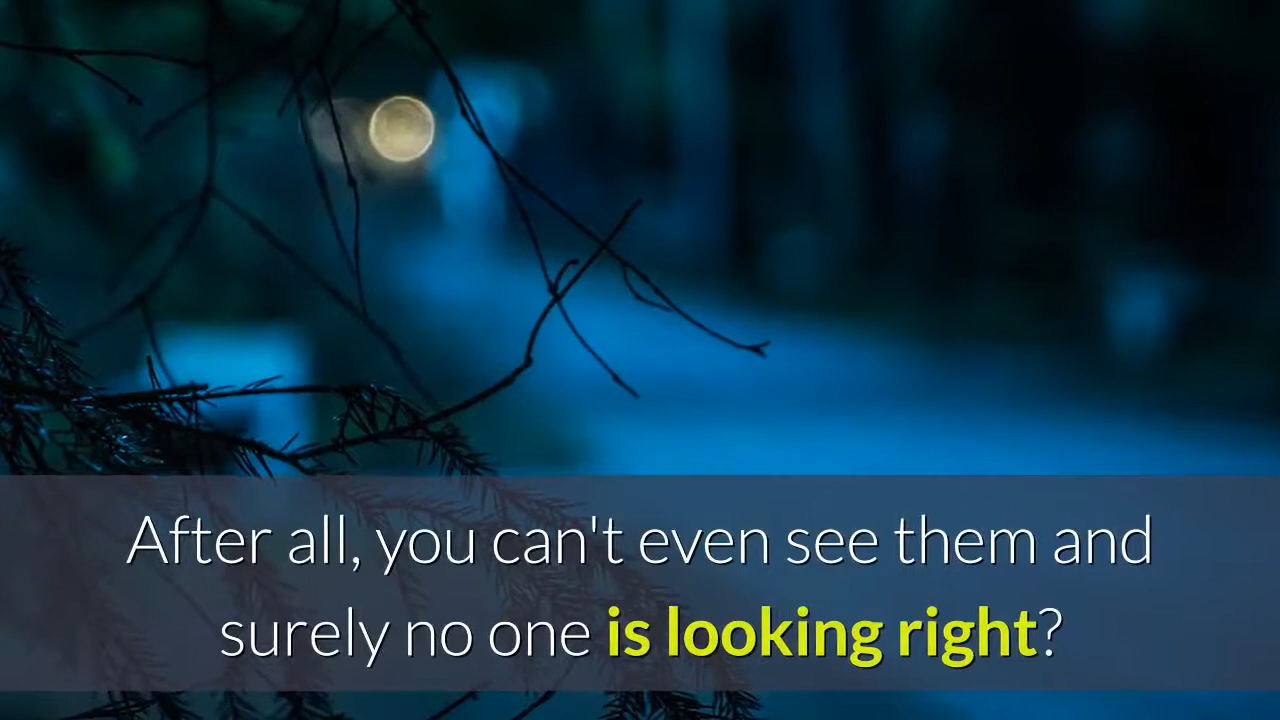 After all, you can't even see them and
surely no one is looking right?